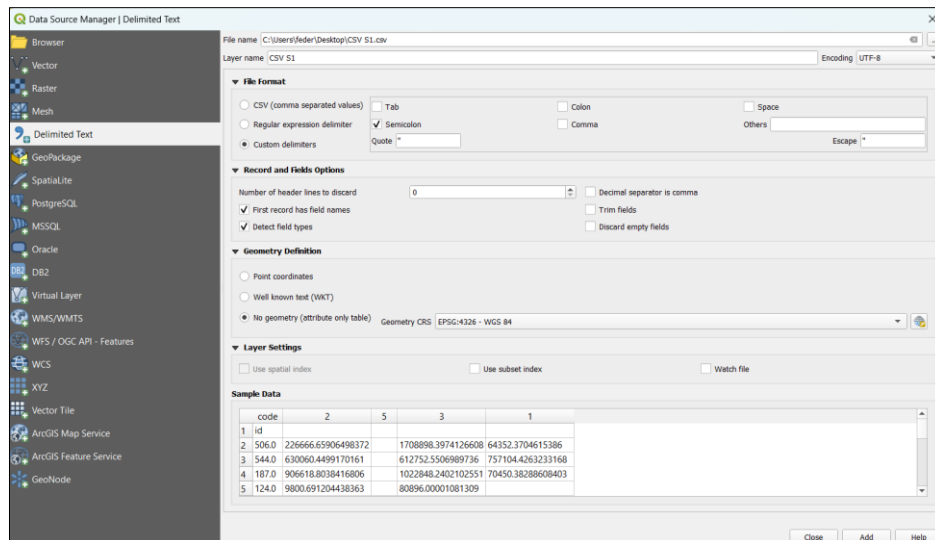 Data Source Manager | Delimited Text
Browser
Vector
Raster
Mesh
Delimited Text
GeoPackage
SpatiaLite
PostgreSQL
MSSQL
Oracle
DB2
Virtual Layer
WMS/WMTS
WFS / OGC API - Features
WCS
XYZ
Vector Tile
ArcGIS Map Service
ArcGIS Feature Service
GeoNode
File name C:\Users\feder\Desktop\CSV S1.csv
Layer name CSV S1 Encoding UTF-8
File Format
CSV (comma separated values) Tab Colon Space
Regular expression delimiter Semicolon Comma Others
Custom delimiters Quote " Escape "
Record and Fields Options
Number of header lines to discard 0 Decimal separator is comma
First record has field names Trim fields
Detect field types Discard empty fields
Geometry Definition
Point coordinates
Well known text (WKT)
No geometry (attribute only table) Geometry CRS EPSG:4326 - WGS 84
Layer Settings
Use spatial index Use subset index Watch file
Sample Data
code 2 5 3 1
1 id
2 506.0 226666.65906498372 1708898.3974126608 64352.3704615386
3 544.0 630060.4499170161 612752.5506989736 757104.4263233168
4 187.0 906618.8038416806 1022848.2402102551 70450.38288608403
5 124.0 9800.691204438363 80896.00001081309
Close Add Help